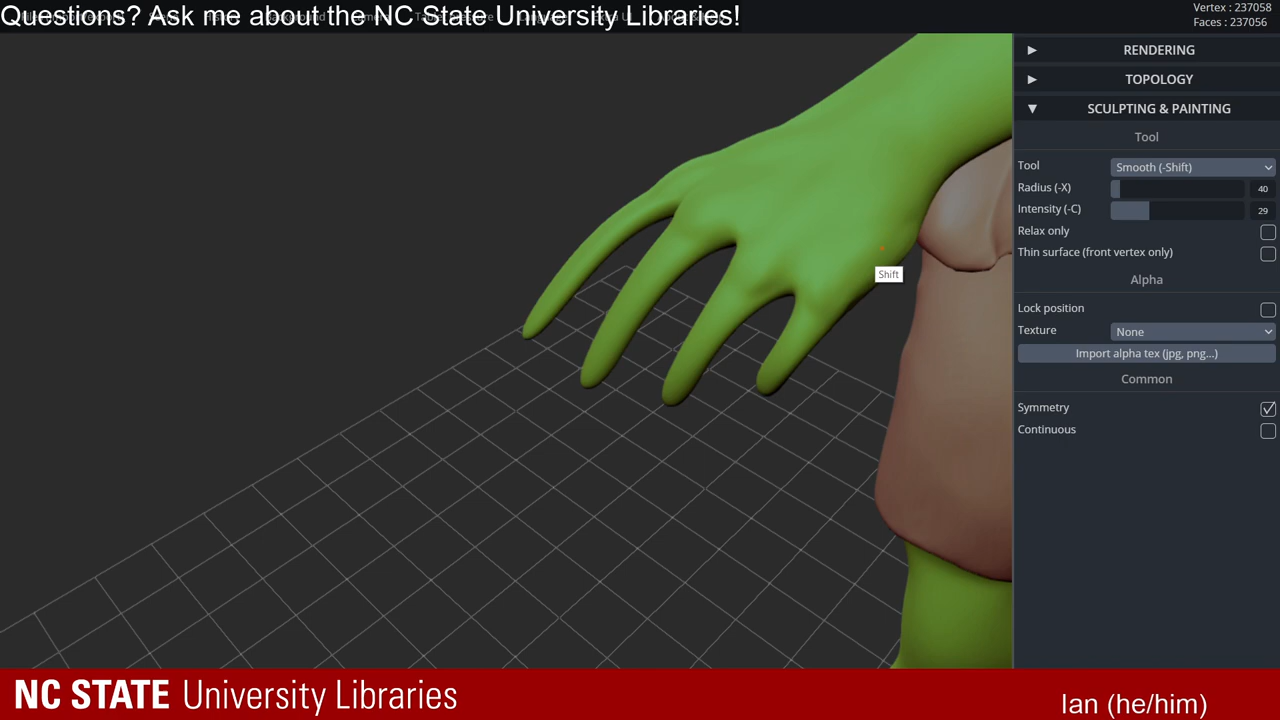 Questions? Ask me about the NC State University Libraries!
Vertex : 237058
Faces : 237056
▶ RENDERING
▶ TOPOLOGY
▼ SCULPTING & PAINTING
Tool
Tool Smooth (-Shift)
Radius (-X) 40
Intensity (-C) 29
Relax only
Thin surface (front vertex only)
Shift
Alpha
Lock position
Texture None
Import alpha tex (jpg, png...)
Common
Symmetry
Continuous
NC STATE University Libraries
Ian (he/him)